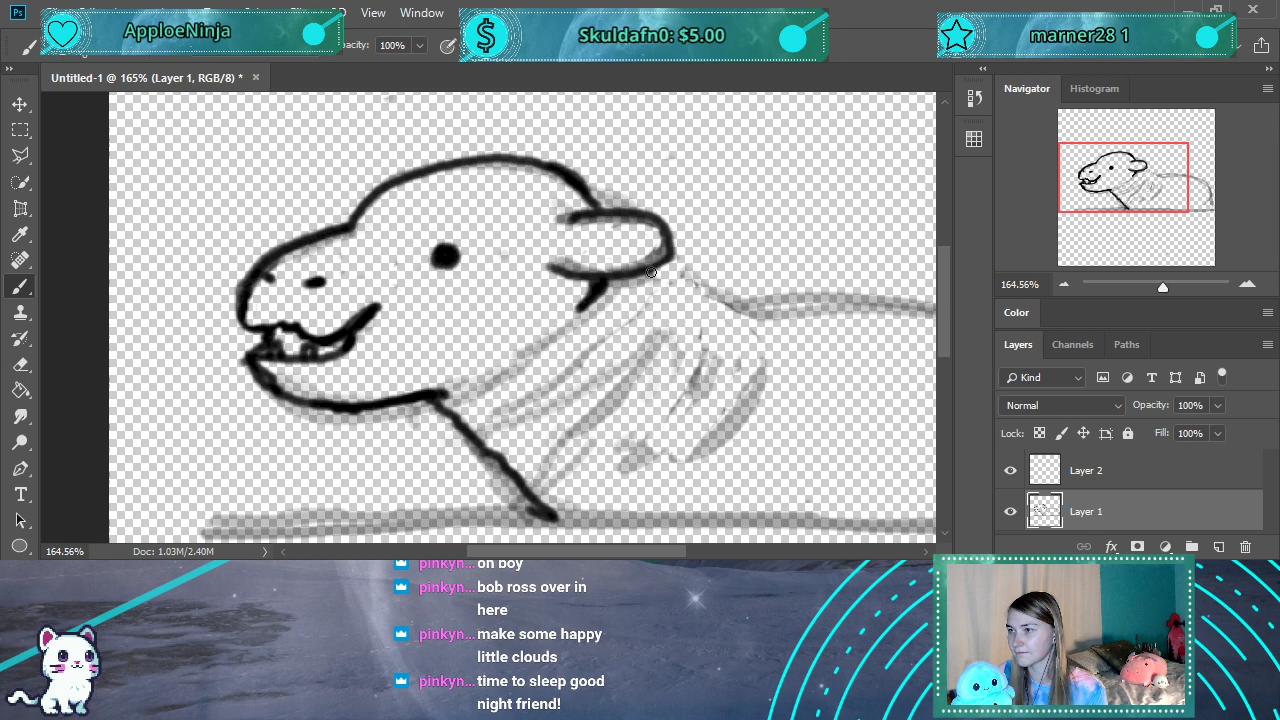 Ps
View
Window
ApploeNinja
Skuldafn0: $5.00
marner28 1
100%
Untitled-1 @ 165% (Layer 1, RGB/8) *
Navigator
Histogram
164.56%
Color
Layers
Channels
Paths
Kind
Normal
Opacity: 100%
Lock:
Fill: 100%
Layer 2
Layer 1
fx
164.56%
Doc: 1.03M/2.40M
pinkyn... oh boy
pinkyn... bob ross over in
here
pinkyn... make some happy
little clouds
pinkyn... time to sleep good
night friend!